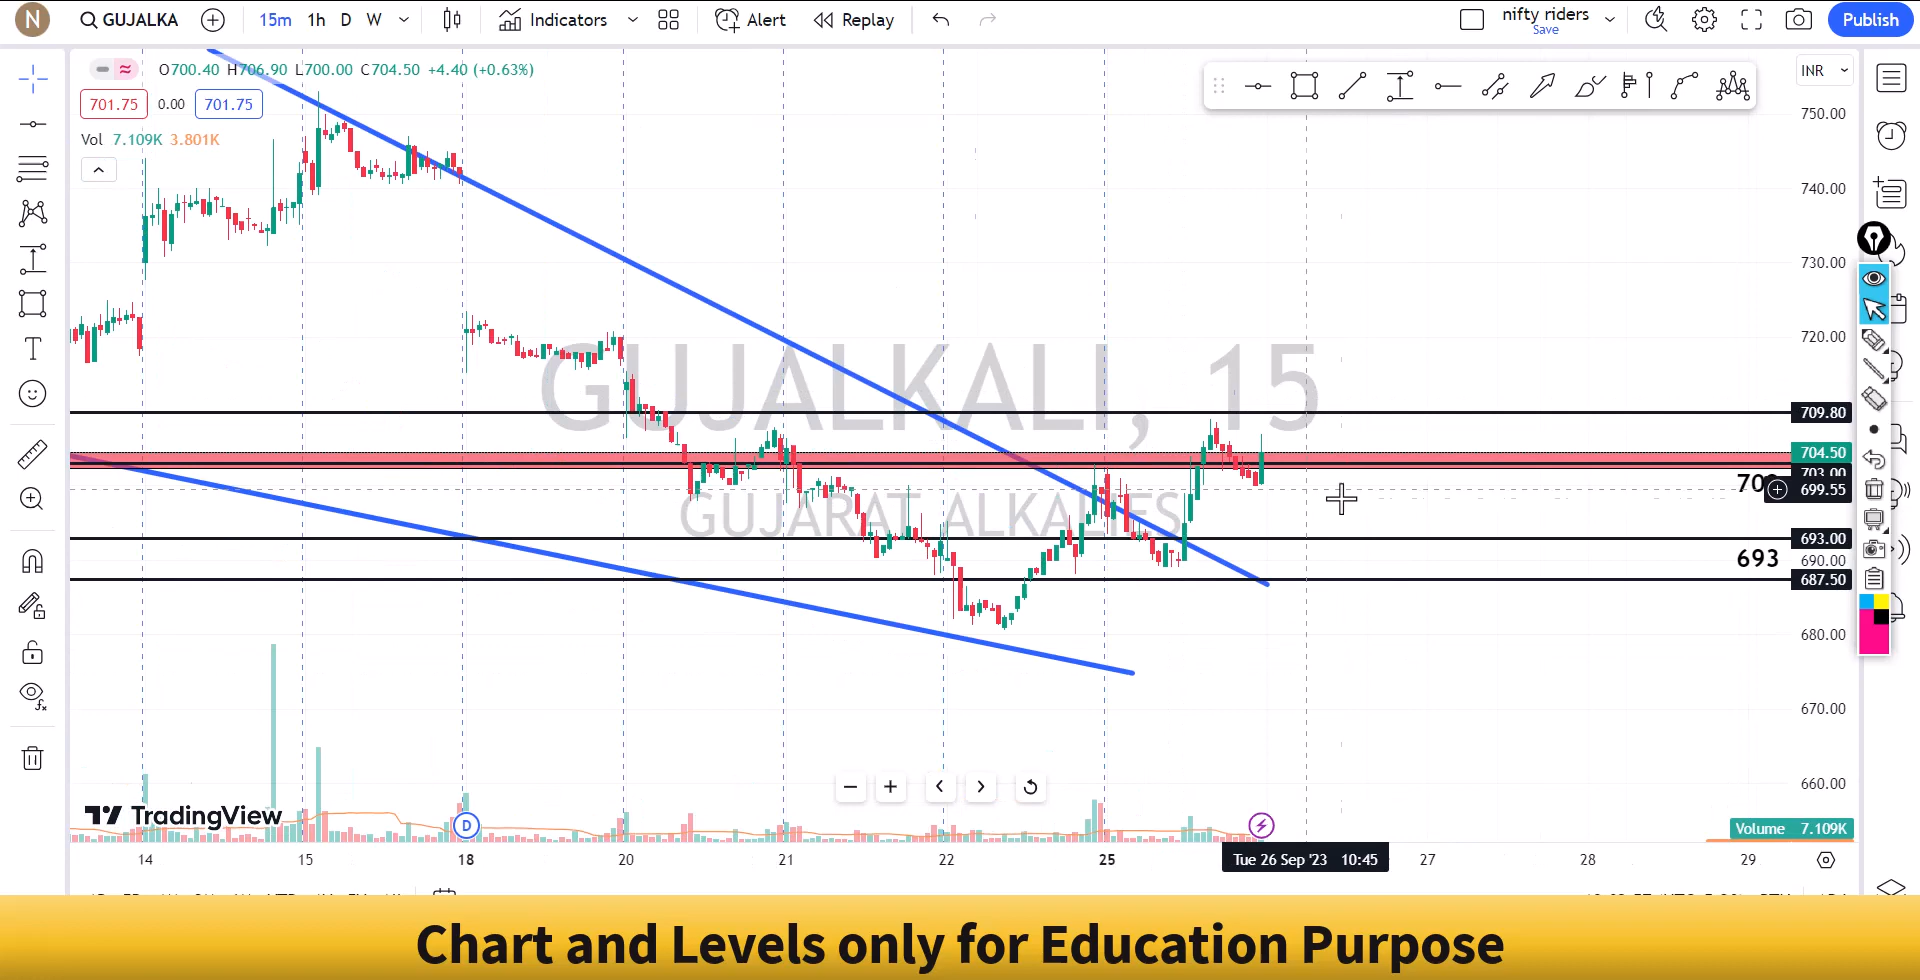 N GUJALKA 15m 1h D W Indicators Alert Replay nifty riders Save Publish
O700.40 H706.90 L700.00 C704.50 +4.40 (+0.63%)
INR
701.75 0.00 701.75
750.00
Vol 7.109K 3.801K
740.00
730.00
720.00
GUJALKALI, 15
709.80
704.50
703.00
70
699.55
GUJARAT ALKALIES
693.00
693
690.00
687.50
680.00
670.00
660.00
TradingView
D
Volume 7.109K
14 15 18 20 21 22 25 Tue 26 Sep '23 10:45 27 28 29
Chart and Levels only for Education Purpose